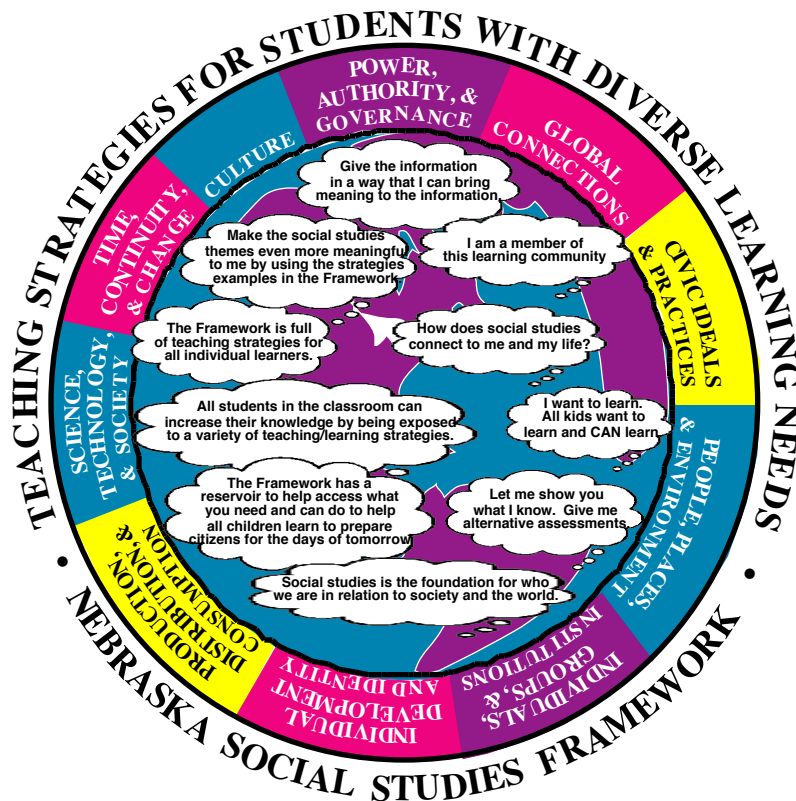 TEACHING STRATEGIES FOR STUDENTS WITH DIVERSE LEARNING NEEDS
• NEBRASKA SOCIAL STUDIES FRAMEWORK •
POWER,
AUTHORITY, &
GOVERNANCE
GLOBAL
CONNECTIONS
CIVIC IDEALS
& PRACTICES
PEOPLE, PLACES,
& ENVIRONMENT,
INDIVIDUALS,
GROUPS, &
INSTITUTIONS
INDIVIDUAL
DEVELOPMENT
AND IDENTITY
PRODUCTION,
DISTRIBUTION, &
CONSUMPTION
SCIENCE,
TECHNOLOGY,
& SOCIETY
TIME,
CONTINUITY,
& CHANGE
CULTURE
Give the information
in a way that I can bring
meaning to the information
Make the social studies
themes even more meaningful
to me by using the strategies
examples in the Framework
I am a member of
this learning community
The Framework is full
of teaching strategies for
all individual learners.
How does social studies
connect to me and my life?
All students in the classroom can
increase their knowledge by being exposed
to a variety of teaching/learning strategies.
I want to learn.
All kids want to
learn and CAN learn
The Framework has a
reservoir to help access what
you need and can do to help
all children learn to prepare
citizens for the days of tomorrow
Let me show you
what I know. Give me
alternative assessments.
Social studies is the foundation for who
we are in relation to society and the world.